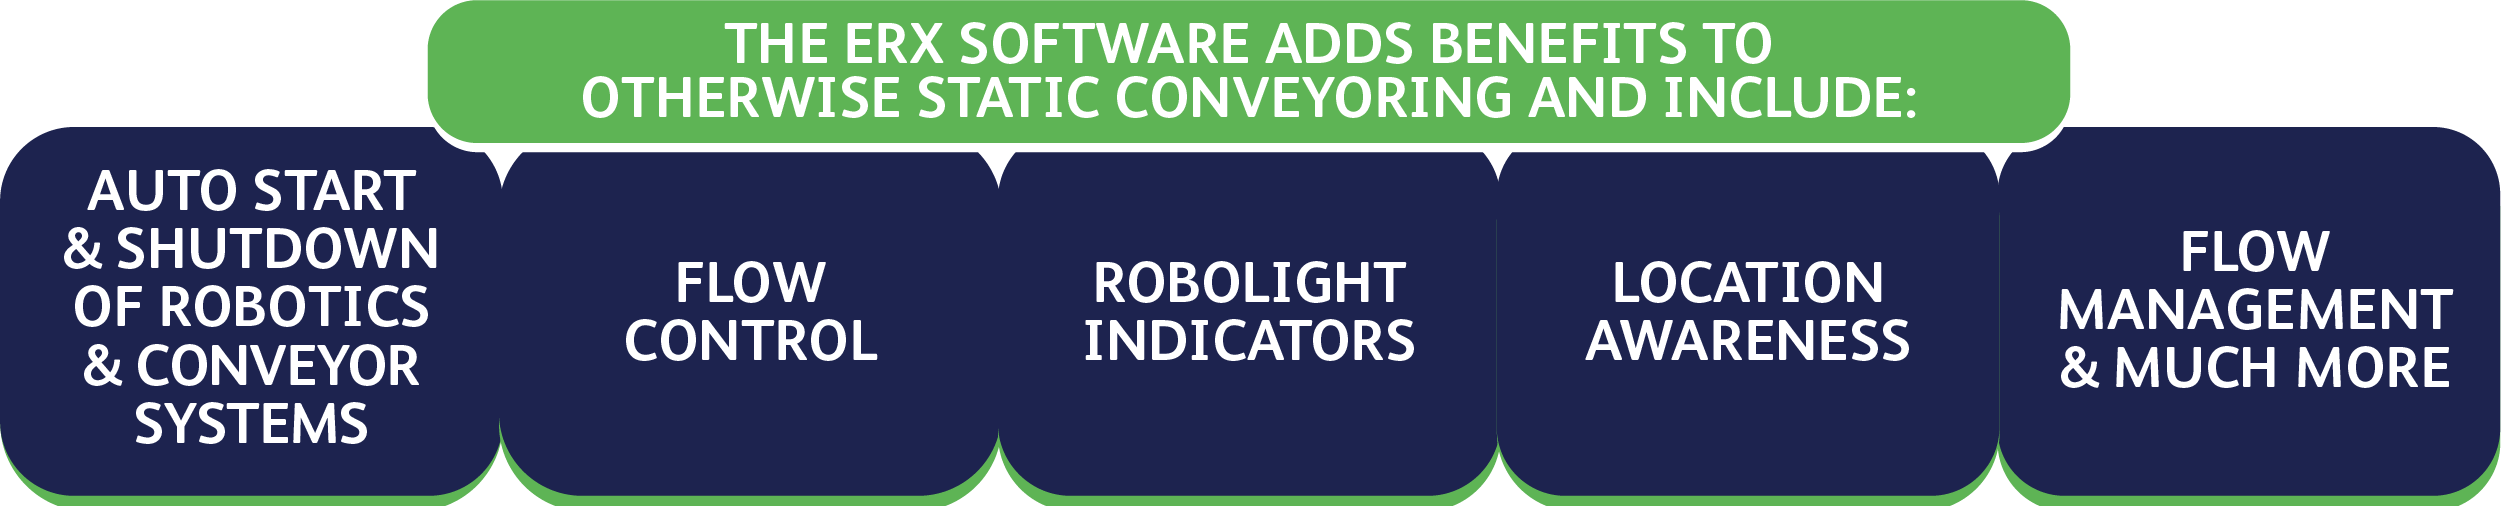 THE ERX SOFTWARE ADDS BENEFITS TO
OTHERWISE STATIC CONVEYORING AND INCLUDE:
AUTO START
& SHUTDOWN
OF ROBOTICS
& CONVEYOR
SYSTEMS
FLOW
CONTROL
ROBOLIGHT
INDICATORS
LOCATION
AWARENESS
FLOW
MANAGEMENT
& MUCH MORE